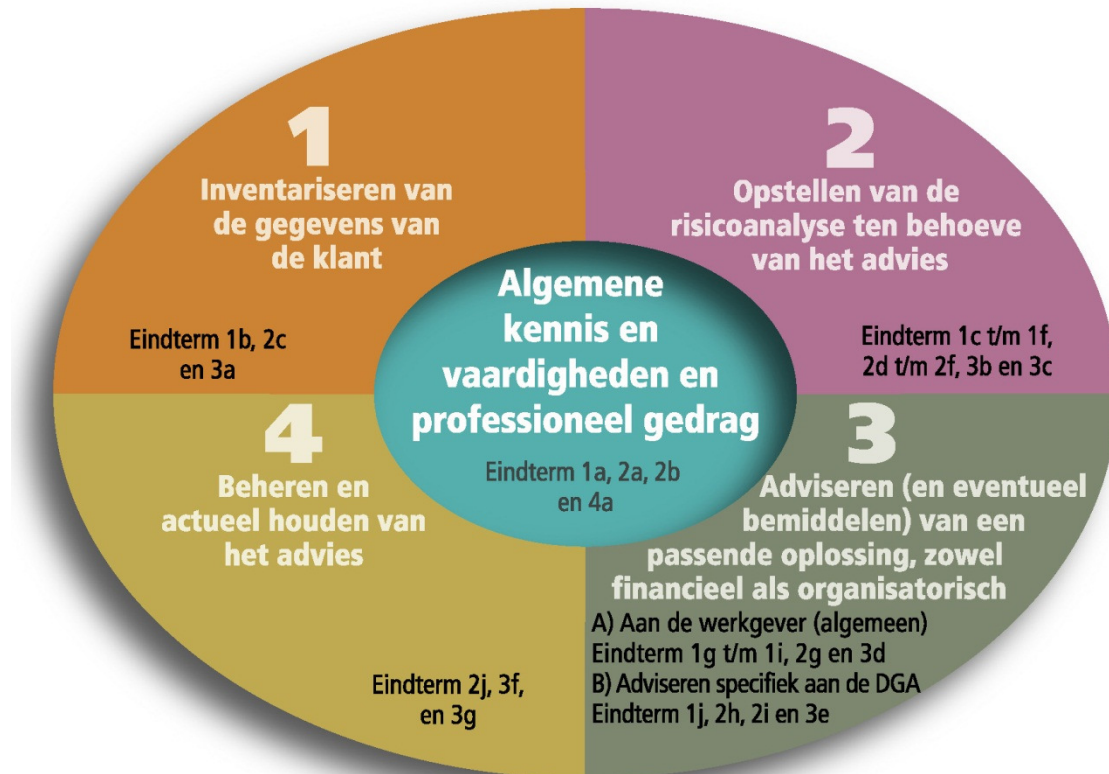 1
Inventariseren van
de gegevens van
de klant
Eindterm 1b, 2c
en 3a
2
Opstellen van de
risicoanalyse ten behoeve
van het advies
Eindterm 1c t/m 1f,
2d t/m 2f, 3b en 3c
Algemene
kennis en
vaardigheden en
professioneel gedrag
Eindterm 1a, 2a, 2b
en 4a
3
Adviseren (en eventueel
bemiddelen) van een
passende oplossing, zowel
financieel als organisatorisch
A) Aan de werkgever (algemeen)
Eindterm 1g t/m 1i, 2g en 3d
B) Adviseren specifiek aan de DGA
Eindterm 1j, 2h, 2i en 3e
4
Beheren en
actueel houden van
het advies
Eindterm 2j, 3f,
en 3g